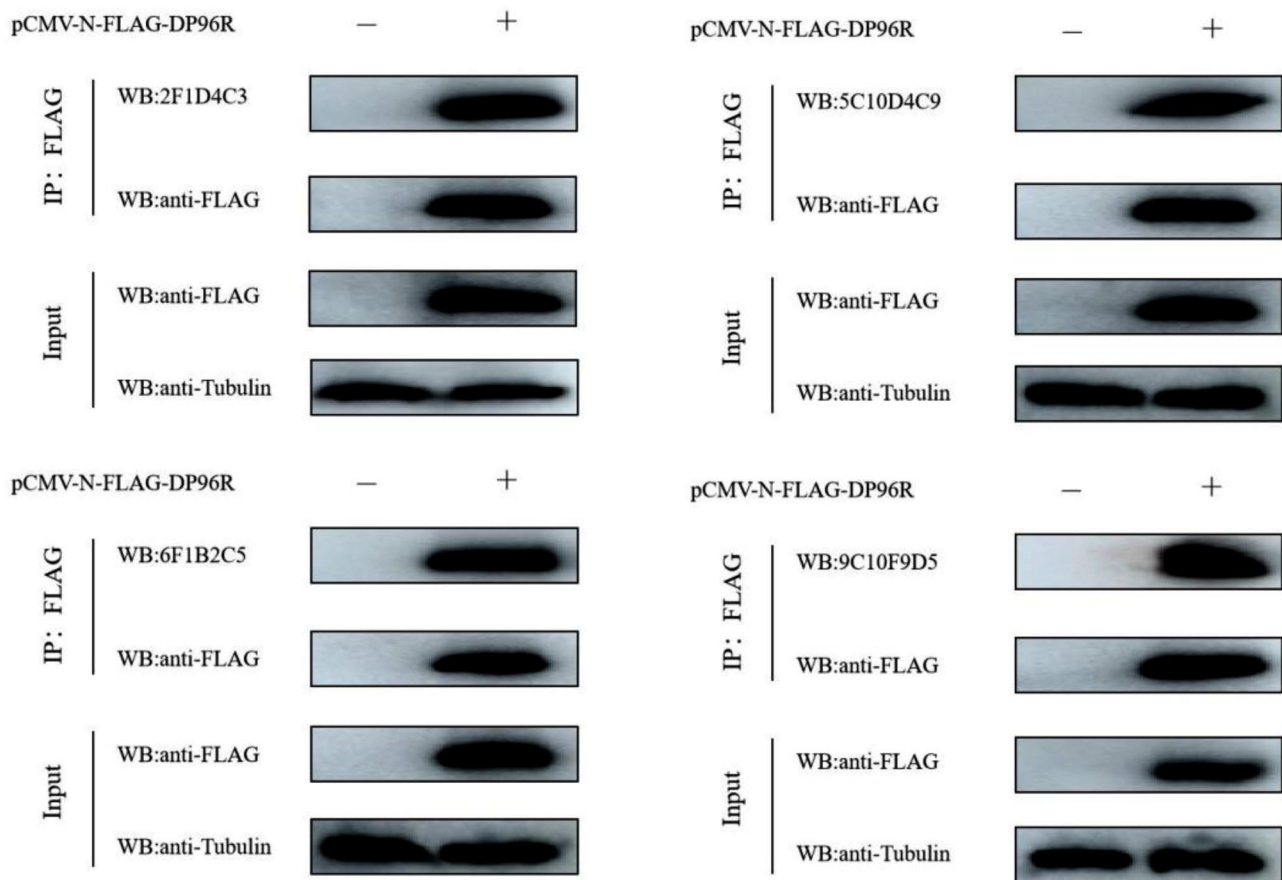 pCMV-N-FLAG-DP96R − +
IP: FLAG
WB:2F1D4C3
WB:anti-FLAG
Input
WB:anti-FLAG
WB:anti-Tubulin
pCMV-N-FLAG-DP96R − +
IP: FLAG
WB:5C10D4C9
WB:anti-FLAG
Input
WB:anti-FLAG
WB:anti-Tubulin
pCMV-N-FLAG-DP96R − +
IP: FLAG
WB:6F1B2C5
WB:anti-FLAG
Input
WB:anti-FLAG
WB:anti-Tubulin
pCMV-N-FLAG-DP96R − +
IP: FLAG
WB:9C10F9D5
WB:anti-FLAG
Input
WB:anti-FLAG
WB:anti-Tubulin